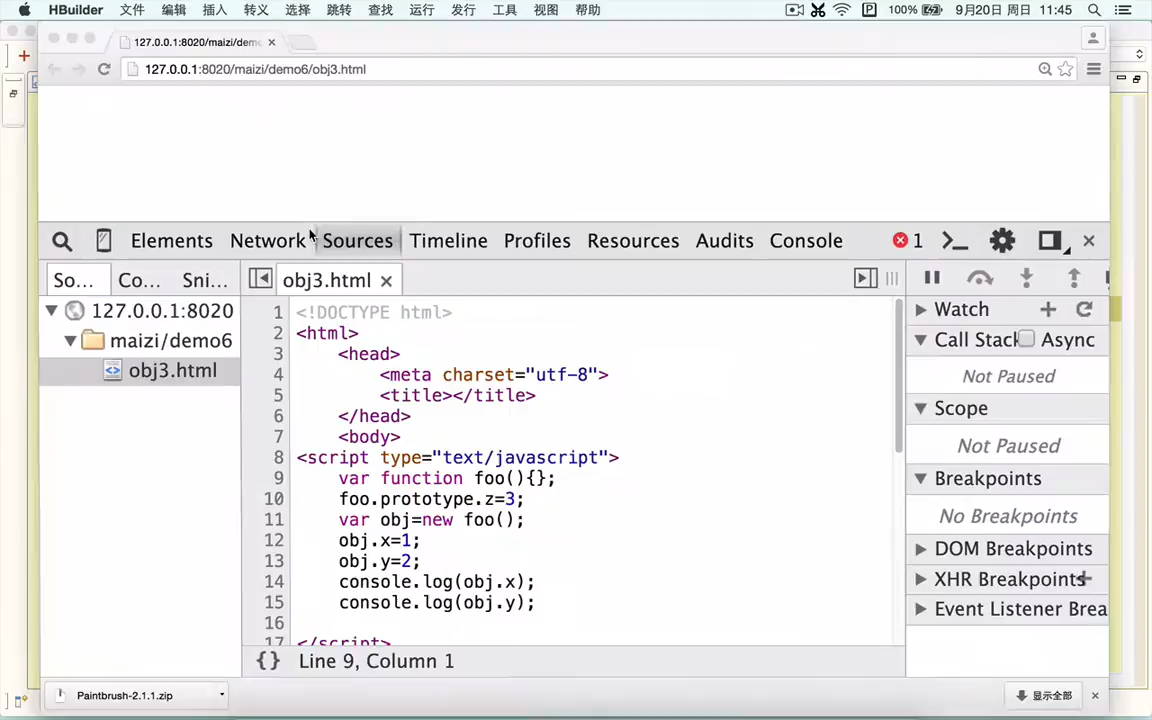 HBuilder 文件 编辑 插入 转义 选择 跳转 查找 运行 发行 工具 视图 帮助 P 100% 9月20日 周日 11:45
127.0.0.1:8020/maizi/dem
127.0.0.1:8020/maizi/demo6/obj3.html
Elements Network Sources Timeline Profiles Resources Audits Console 1
So... Co... Sni... obj3.html
127.0.0.1:8020
maizi/demo6
obj3.html
1 <!DOCTYPE html>
2 <html>
3 <head>
4 <meta charset="utf-8">
5 <title></title>
6 </head>
7 <body>
8 <script type="text/javascript">
9 var function foo(){};
10 foo.prototype.z=3;
11 var obj=new foo();
12 obj.x=1;
13 obj.y=2;
14 console.log(obj.x);
15 console.log(obj.y);
16
17 </script>
{} Line 9, Column 1
Watch
Call Stack Async
Not Paused
Scope
Not Paused
Breakpoints
No Breakpoints
DOM Breakpoints
XHR Breakpoints
Event Listener Brea
Paintbrush-2.1.1.zip 显示全部